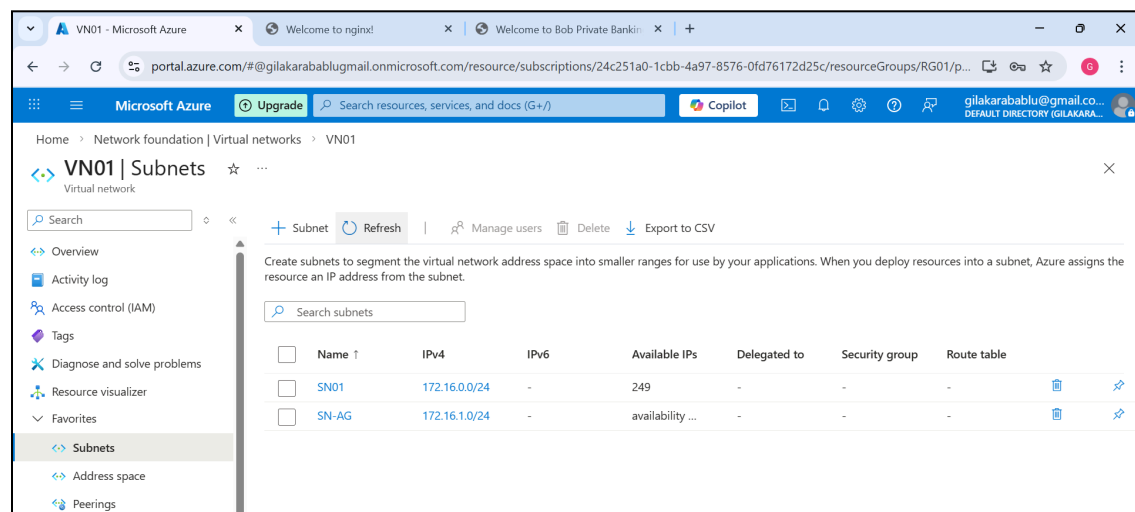 VN01 - Microsoft Azure
Welcome to nginx!
Welcome to Bob Private Bankin
portal.azure.com/#@gilakarabablugmail.onmicrosoft.com/resource/subscriptions/24c251a0-1cbb-4a97-8576-0fd76172d25c/resourceGroups/RG01/p...
G
Microsoft Azure
Upgrade
Search resources, services, and docs (G+/)
Copilot
gilakarabablu@gmail.co...
DEFAULT DIRECTORY (GILAKARA...
Home > Network foundation | Virtual networks > VN01
VN01 | Subnets
Virtual network
Search
Overview
Activity log
Access control (IAM)
Tags
Diagnose and solve problems
Resource visualizer
Favorites
Subnets
Address space
Peerings
+ Subnet Refresh | Manage users Delete Export to CSV
Create subnets to segment the virtual network address space into smaller ranges for use by your applications. When you deploy resources into a subnet, Azure assigns the
resource an IP address from the subnet.
Search subnets
Name ↑ IPv4 IPv6 Available IPs Delegated to Security group Route table
SN01 172.16.0.0/24 - 249 - - -
SN-AG 172.16.1.0/24 - availability ... - - -